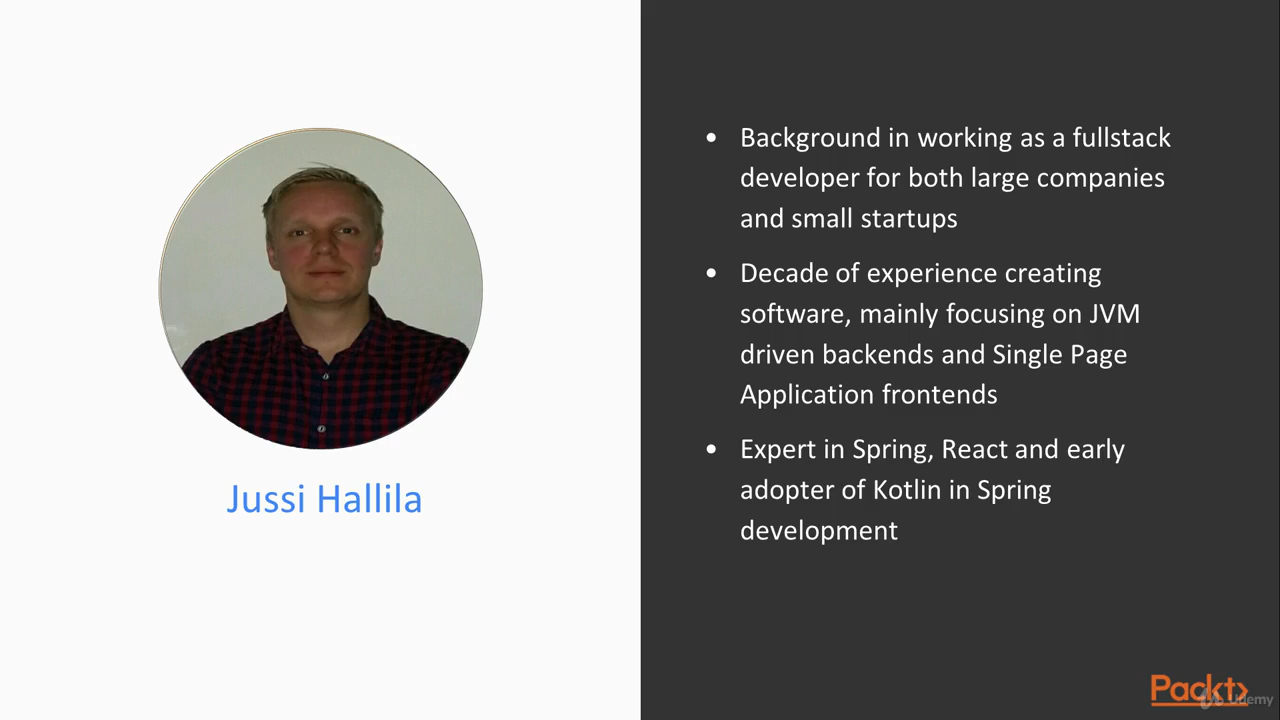 Jussi Hallila
• Background in working as a fullstack
developer for both large companies
and small startups
• Decade of experience creating
software, mainly focusing on JVM
driven backends and Single Page
Application frontends
• Expert in Spring, React and early
adopter of Kotlin in Spring
development
Packt
Udemy